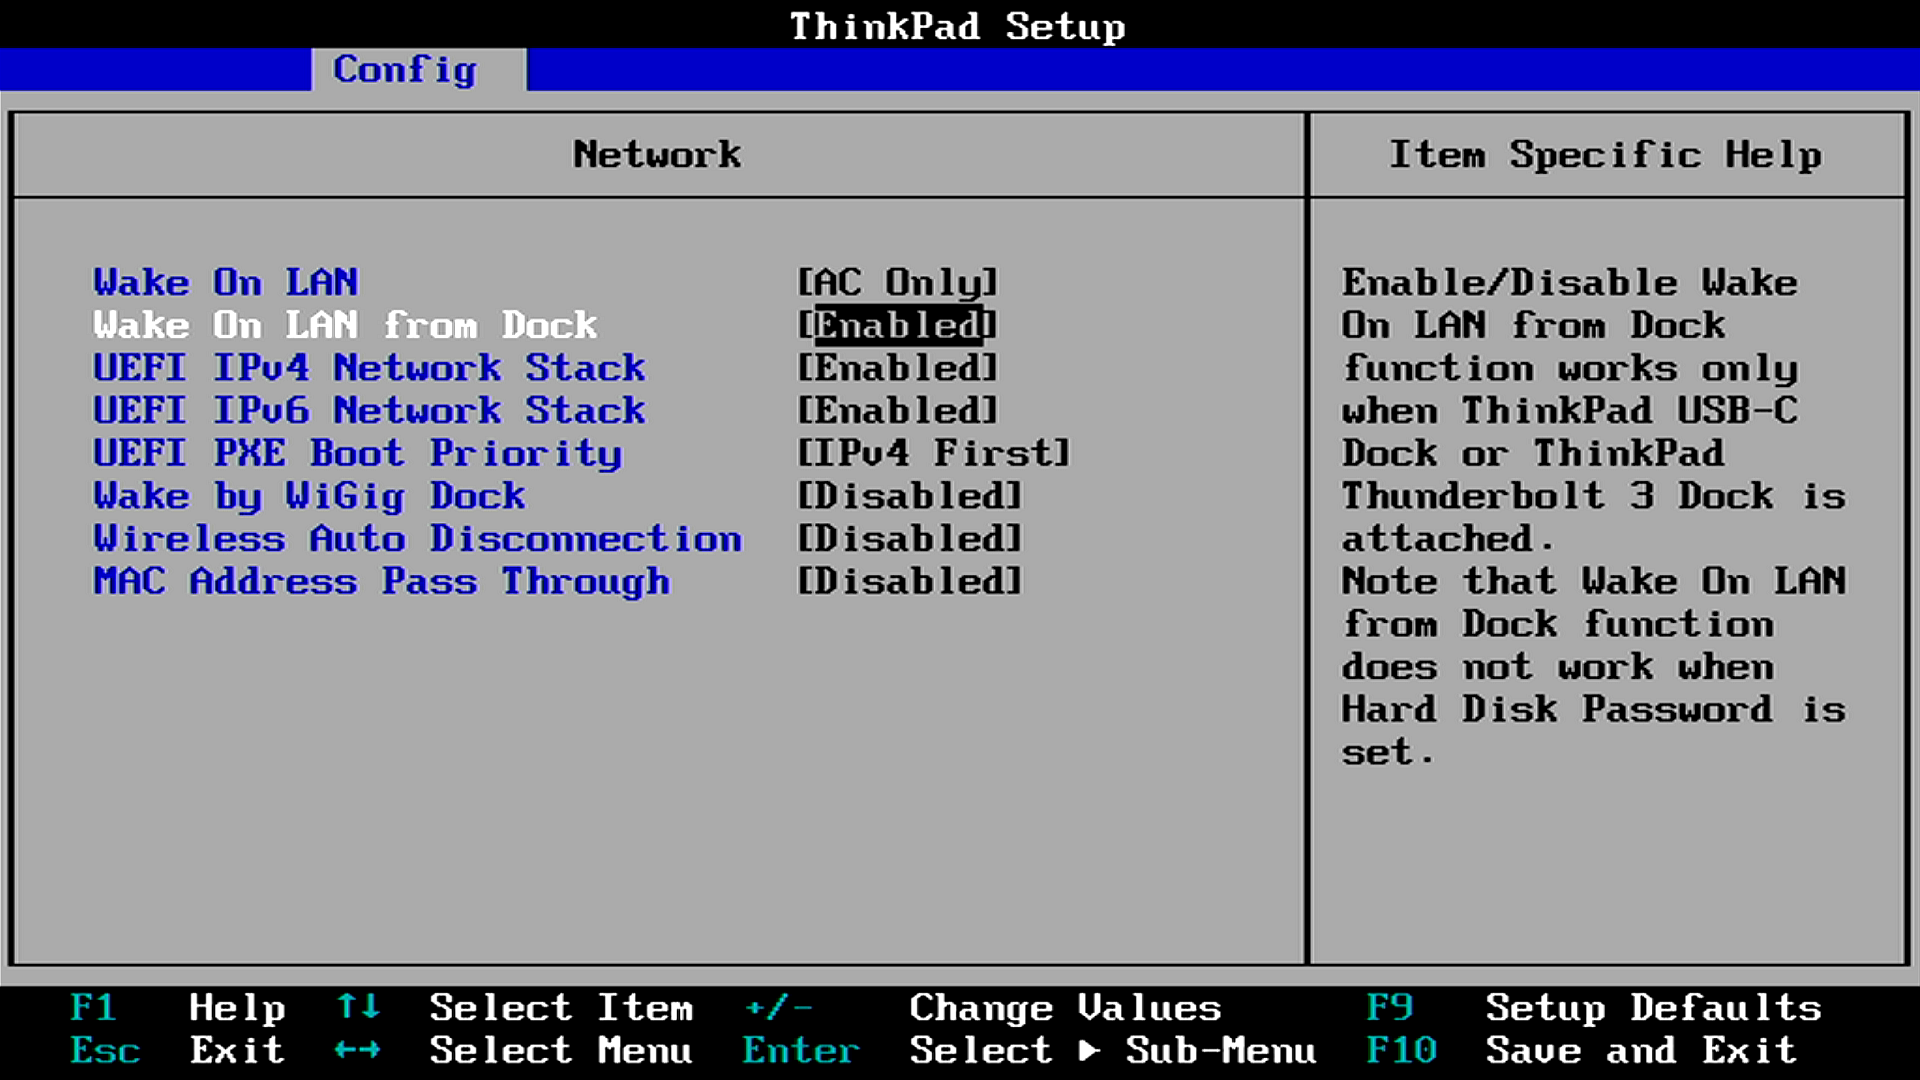 ThinkPad Setup
Config
Network
Item Specific Help
Wake On LAN [AC Only]
Wake On LAN from Dock [Enabled]
UEFI IPv4 Network Stack [Enabled]
UEFI IPv6 Network Stack [Enabled]
UEFI PXE Boot Priority [IPv4 First]
Wake by WiGig Dock [Disabled]
Wireless Auto Disconnection [Disabled]
MAC Address Pass Through [Disabled]
Enable/Disable Wake
On LAN from Dock
function works only
when ThinkPad USB-C
Dock or ThinkPad
Thunderbolt 3 Dock is
attached.
Note that Wake On LAN
from Dock function
does not work when
Hard Disk Password is
set.
F1 Help ↑↓ Select Item +/- Change Values F9 Setup Defaults
Esc Exit ←→ Select Menu Enter Select ▶ Sub-Menu F10 Save and Exit